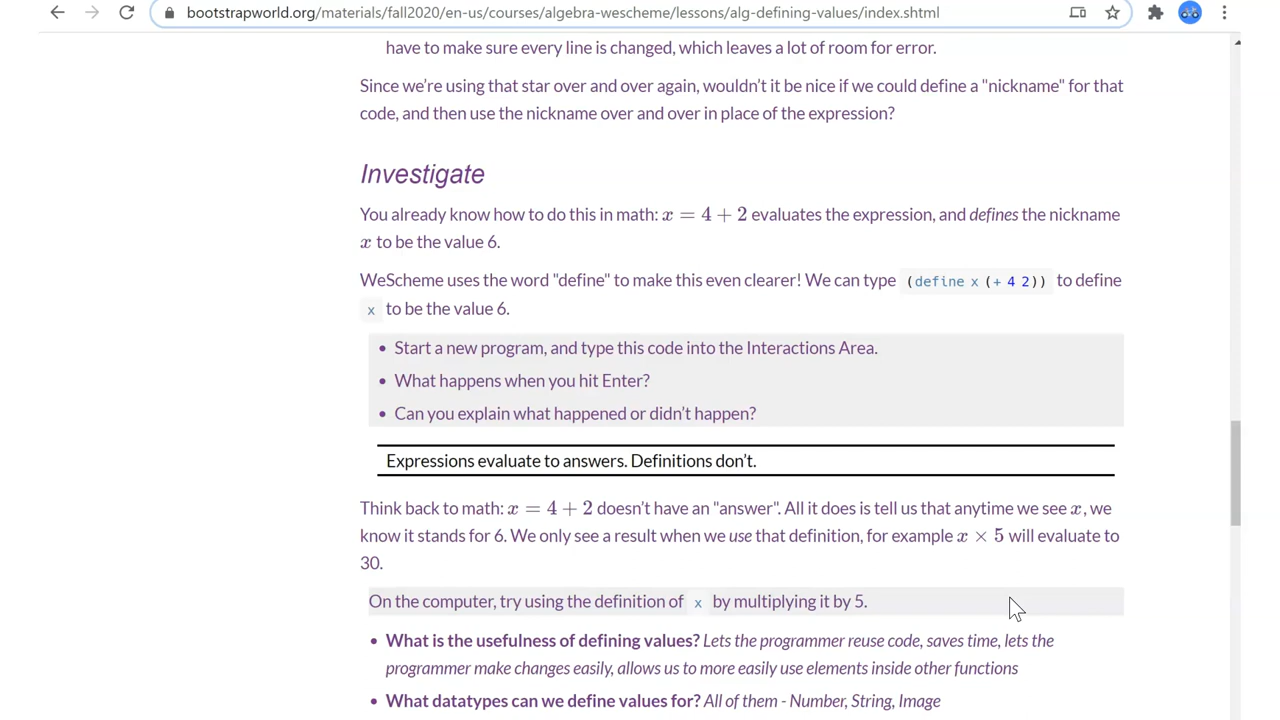 bootstrapworld.org/materials/fall2020/en-us/courses/algebra-wescheme/lessons/alg-defining-values/index.shtml
have to make sure every line is changed, which leaves a lot of room for error.
Since we're using that star over and over again, wouldn't it be nice if we could define a "nickname" for that
code, and then use the nickname over and over in place of the expression?
Investigate
You already know how to do this in math: x = 4 + 2 evaluates the expression, and defines the nickname
x to be the value 6.
WeScheme uses the word "define" to make this even clearer! We can type (define x (+ 4 2)) to define
x to be the value 6.
• Start a new program, and type this code into the Interactions Area.
• What happens when you hit Enter?
• Can you explain what happened or didn't happen?
Expressions evaluate to answers. Definitions don't.
Think back to math: x = 4 + 2 doesn't have an "answer". All it does is tell us that anytime we see x, we
know it stands for 6. We only see a result when we use that definition, for example x × 5 will evaluate to
30.
On the computer, try using the definition of x by multiplying it by 5.
• What is the usefulness of defining values? Lets the programmer reuse code, saves time, lets the
programmer make changes easily, allows us to more easily use elements inside other functions
• What datatypes can we define values for? All of them - Number, String, Image